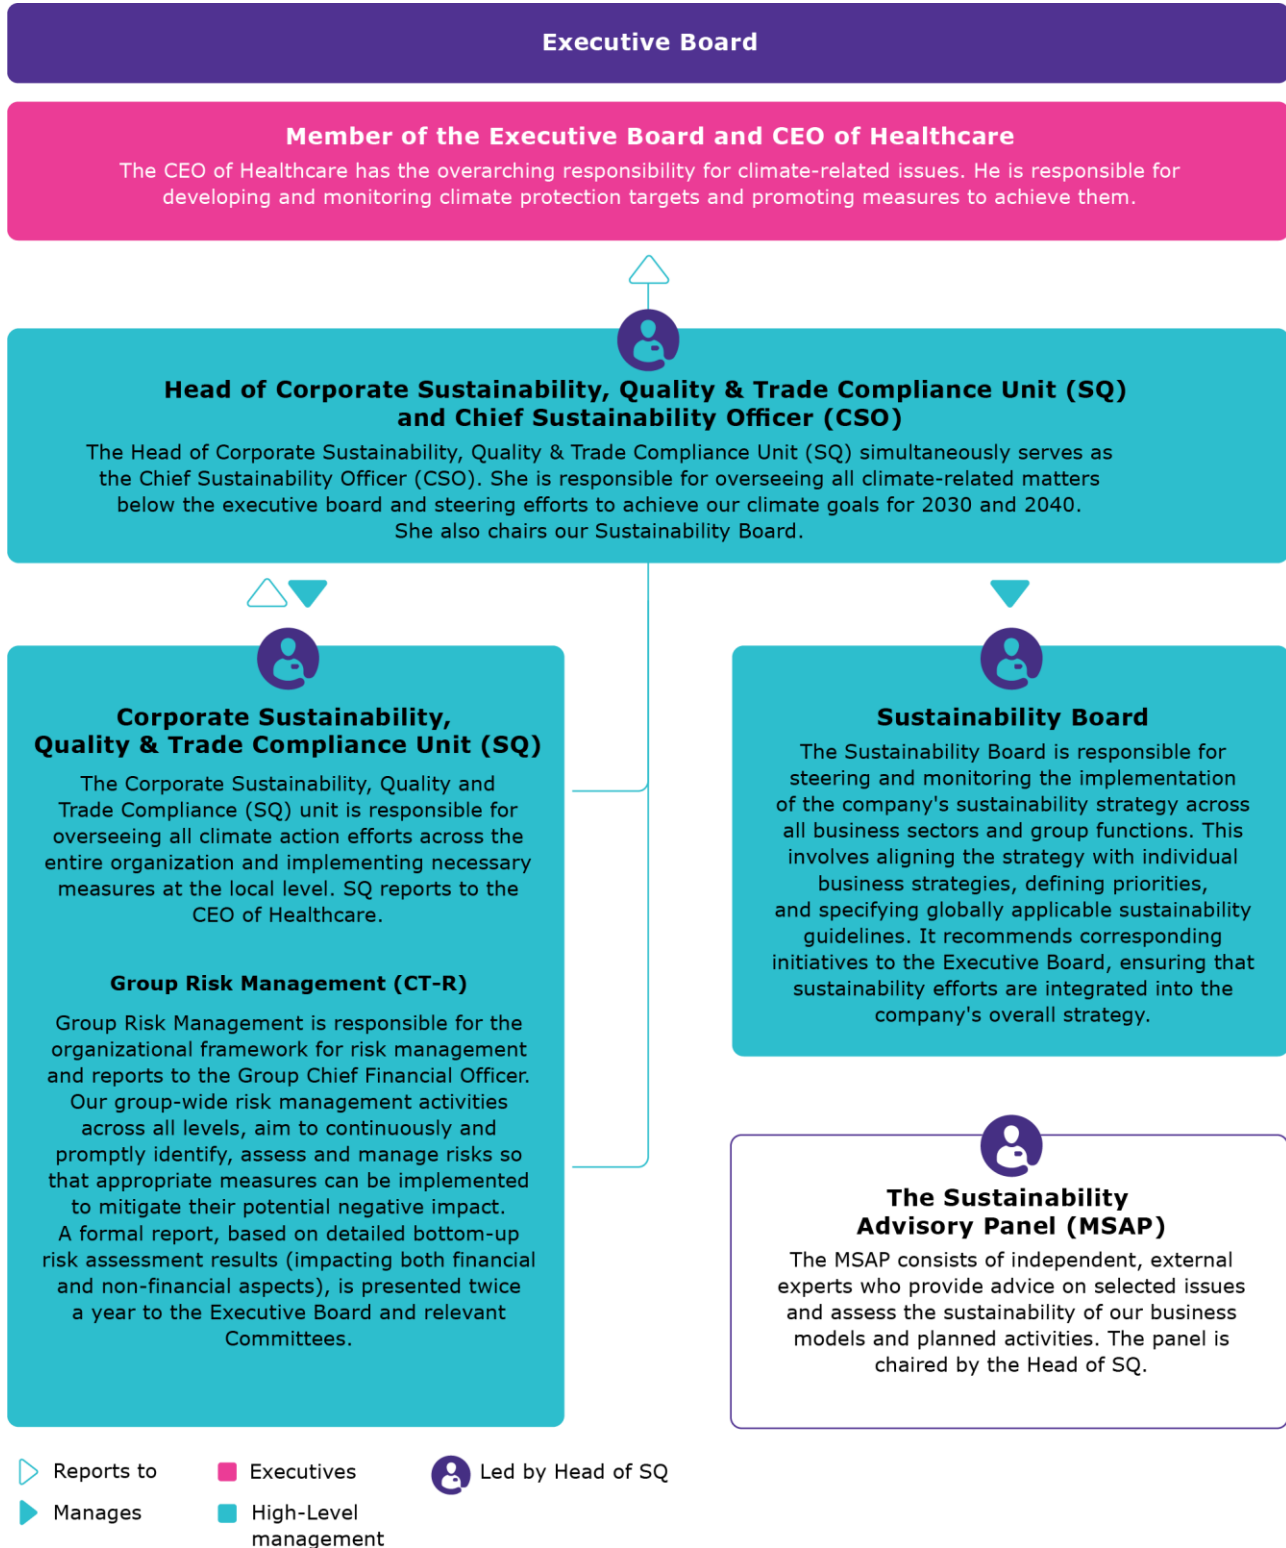 Executive Board
Member of the Executive Board and CEO of Healthcare
The CEO of Healthcare has the overarching responsibility for climate-related issues. He is responsible for
developing and monitoring climate protection targets and promoting measures to achieve them.
Head of Corporate Sustainability, Quality & Trade Compliance Unit (SQ)
and Chief Sustainability Officer (CSO)
The Head of Corporate Sustainability, Quality & Trade Compliance Unit (SQ) simultaneously serves as
the Chief Sustainability Officer (CSO). She is responsible for overseeing all climate-related matters
below the executive board and steering efforts to achieve our climate goals for 2030 and 2040.
She also chairs our Sustainability Board.
Corporate Sustainability,
Quality & Trade Compliance Unit (SQ)
The Corporate Sustainability, Quality and
Trade Compliance (SQ) unit is responsible for
overseeing all climate action efforts across the
entire organization and implementing necessary
measures at the local level. SQ reports to the
CEO of Healthcare.
Group Risk Management (CT-R)
Group Risk Management is responsible for the
organizational framework for risk management
and reports to the Group Chief Financial Officer.
Our group-wide risk management activities
across all levels, aim to continuously and
promptly identify, assess and manage risks so
that appropriate measures can be implemented
to mitigate their potential negative impact.
A formal report, based on detailed bottom-up
risk assessment results (impacting both financial
and non-financial aspects), is presented twice
a year to the Executive Board and relevant
Committees.
Sustainability Board
The Sustainability Board is responsible for
steering and monitoring the implementation
of the company's sustainability strategy across
all business sectors and group functions. This
involves aligning the strategy with individual
business strategies, defining priorities,
and specifying globally applicable sustainability
guidelines. It recommends corresponding
initiatives to the Executive Board, ensuring that
sustainability efforts are integrated into the
company's overall strategy.
The Sustainability
Advisory Panel (MSAP)
The MSAP consists of independent, external
experts who provide advice on selected issues
and assess the sustainability of our business
models and planned activities. The panel is
chaired by the Head of SQ.
Reports to
Manages
Executives
High-Level
management
Led by Head of SQ